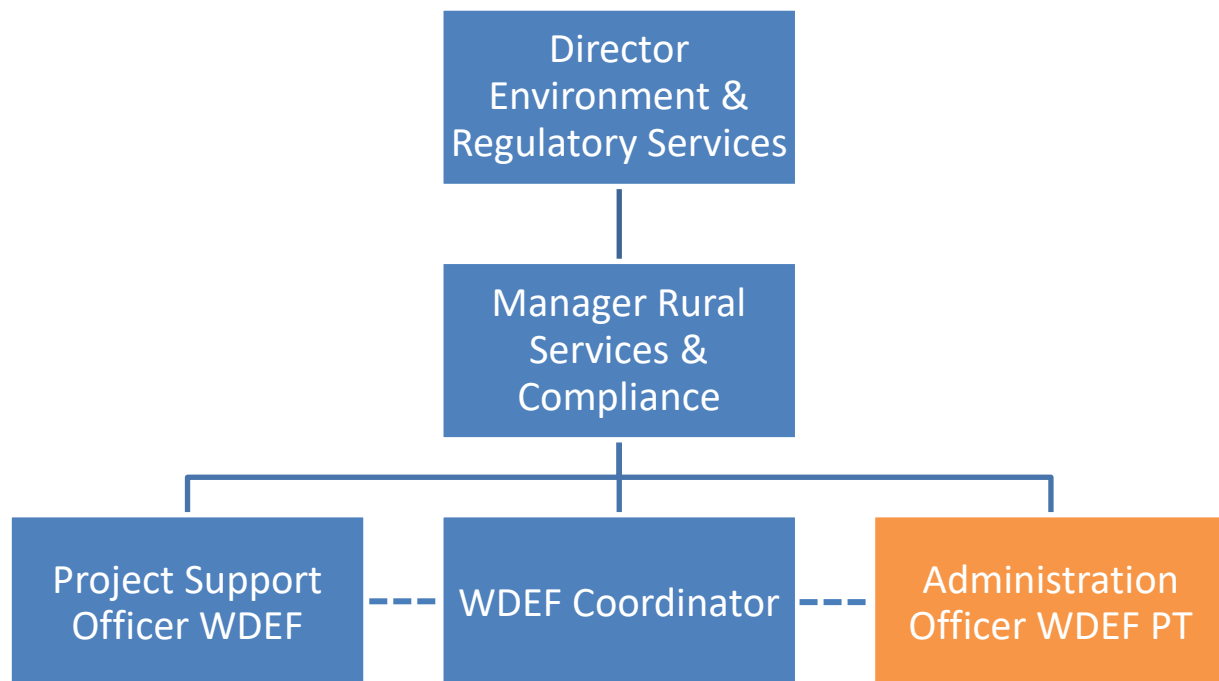 Director
Environment &
Regulatory Services
Manager Rural
Services &
Compliance
Project Support
Officer WDEF
WDEF Coordinator
Administration
Officer WDEF PT